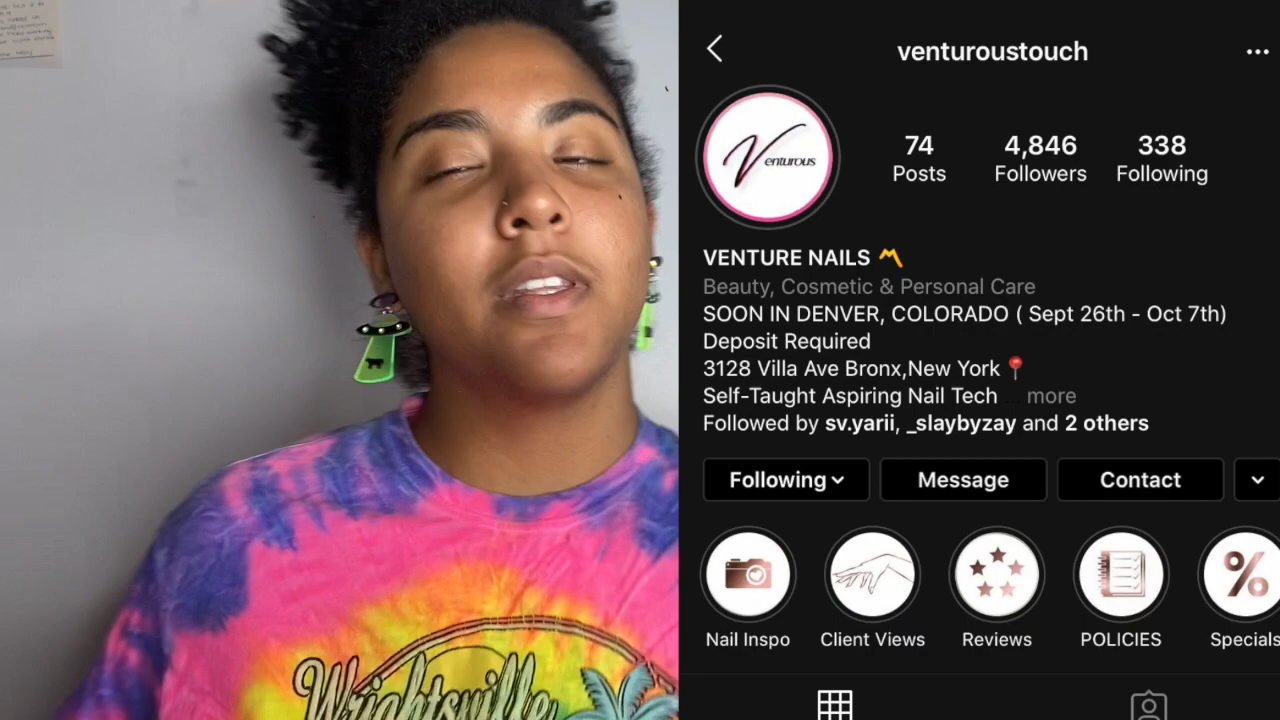 Wrightsville
venturoustouch
Venturous
74
4,846
338
Posts
Followers
Following
VENTURE NAILS 〽️
Beauty, Cosmetic & Personal Care
SOON IN DENVER, COLORADO ( Sept 26th - Oct 7th)
Deposit Required
3128 Villa Ave Bronx,New York 📍
Self-Taught Aspiring Nail Tech ... more
Followed by sv.yarii, _slaybyzay and 2 others
Following
Message
Contact
Nail Inspo
Client Views
Reviews
POLICIES
Specials